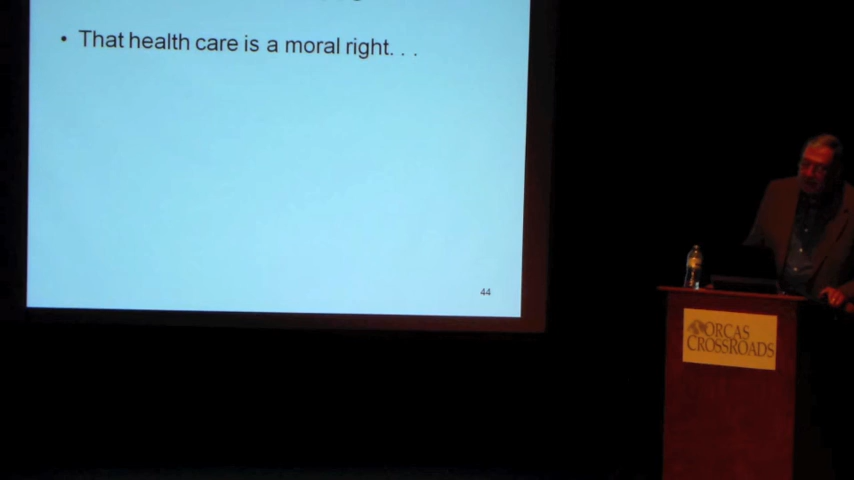 • That health care is a moral right. . .
44
ORCAS
CROSSROADS